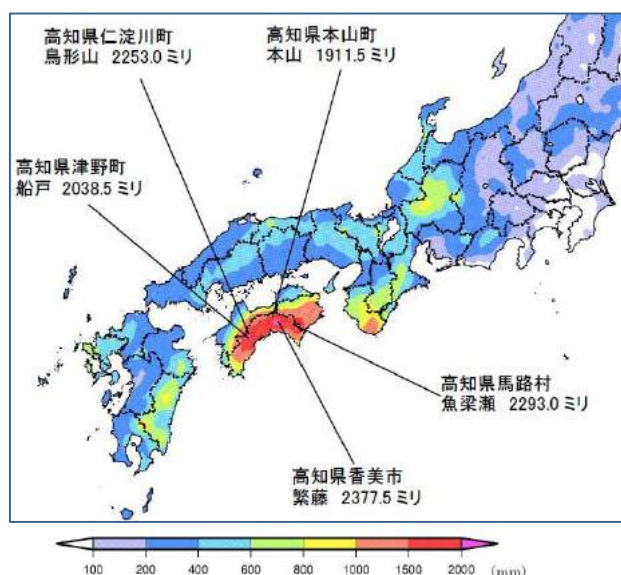 高知県仁淀川町
鳥形山 2253.0ミリ
高知県本山町
本山 1911.5ミリ
高知県津野町
船戸 2038.5ミリ
高知県馬路村
魚梁瀬 2293.0ミリ
高知県香美市
繁藤 2377.5ミリ
100 200 400 600 800 1000 1500 2000 (mm)